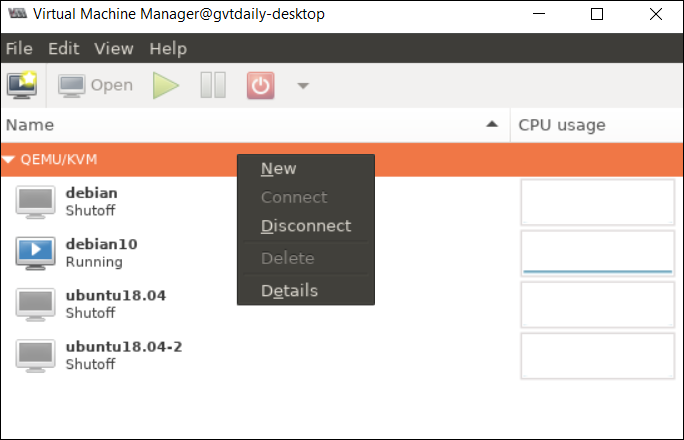 Virtual Machine Manager@gvtdaily-desktop
File Edit View Help
Open
Name CPU usage
QEMU/KVM
New
Connect
Disconnect
Delete
Details
debian
Shutoff
debian10
Running
ubuntu18.04
Shutoff
ubuntu18.04-2
Shutoff